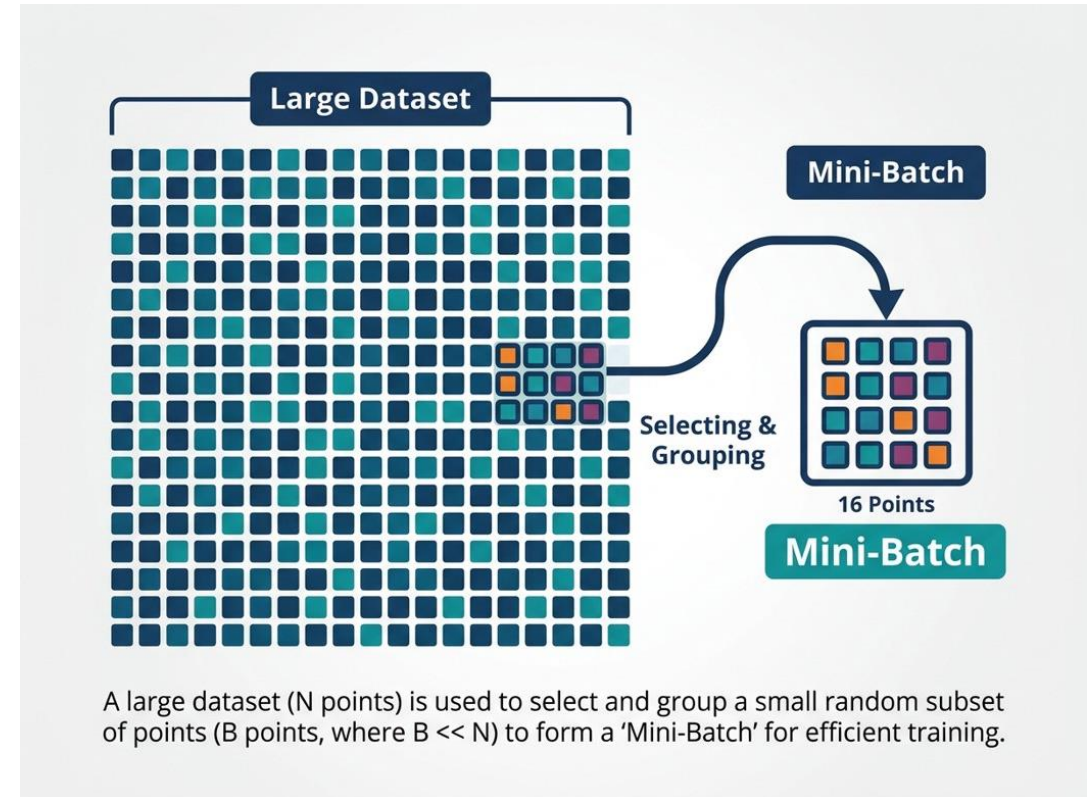 Large Dataset
Mini-Batch
Selecting &
Grouping
16 Points
Mini-Batch
A large dataset (N points) is used to select and group a small random subset
of points (B points, where B << N) to form a ‘Mini-Batch’ for efficient training.